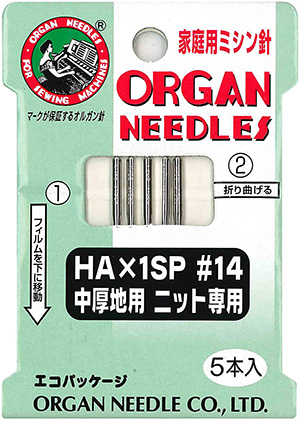 ORGAN NEEDLES
FOR SEWING MACHINES
®
マークが保証するオルガン針
家庭用ミシン針
ORGAN
NEEDLES
①
フィルムを下に移動
②
折り曲げる
HA×1SP #14
中厚地用 ニット専用
5本入
エコパッケージ
ORGAN NEEDLE CO., LTD.